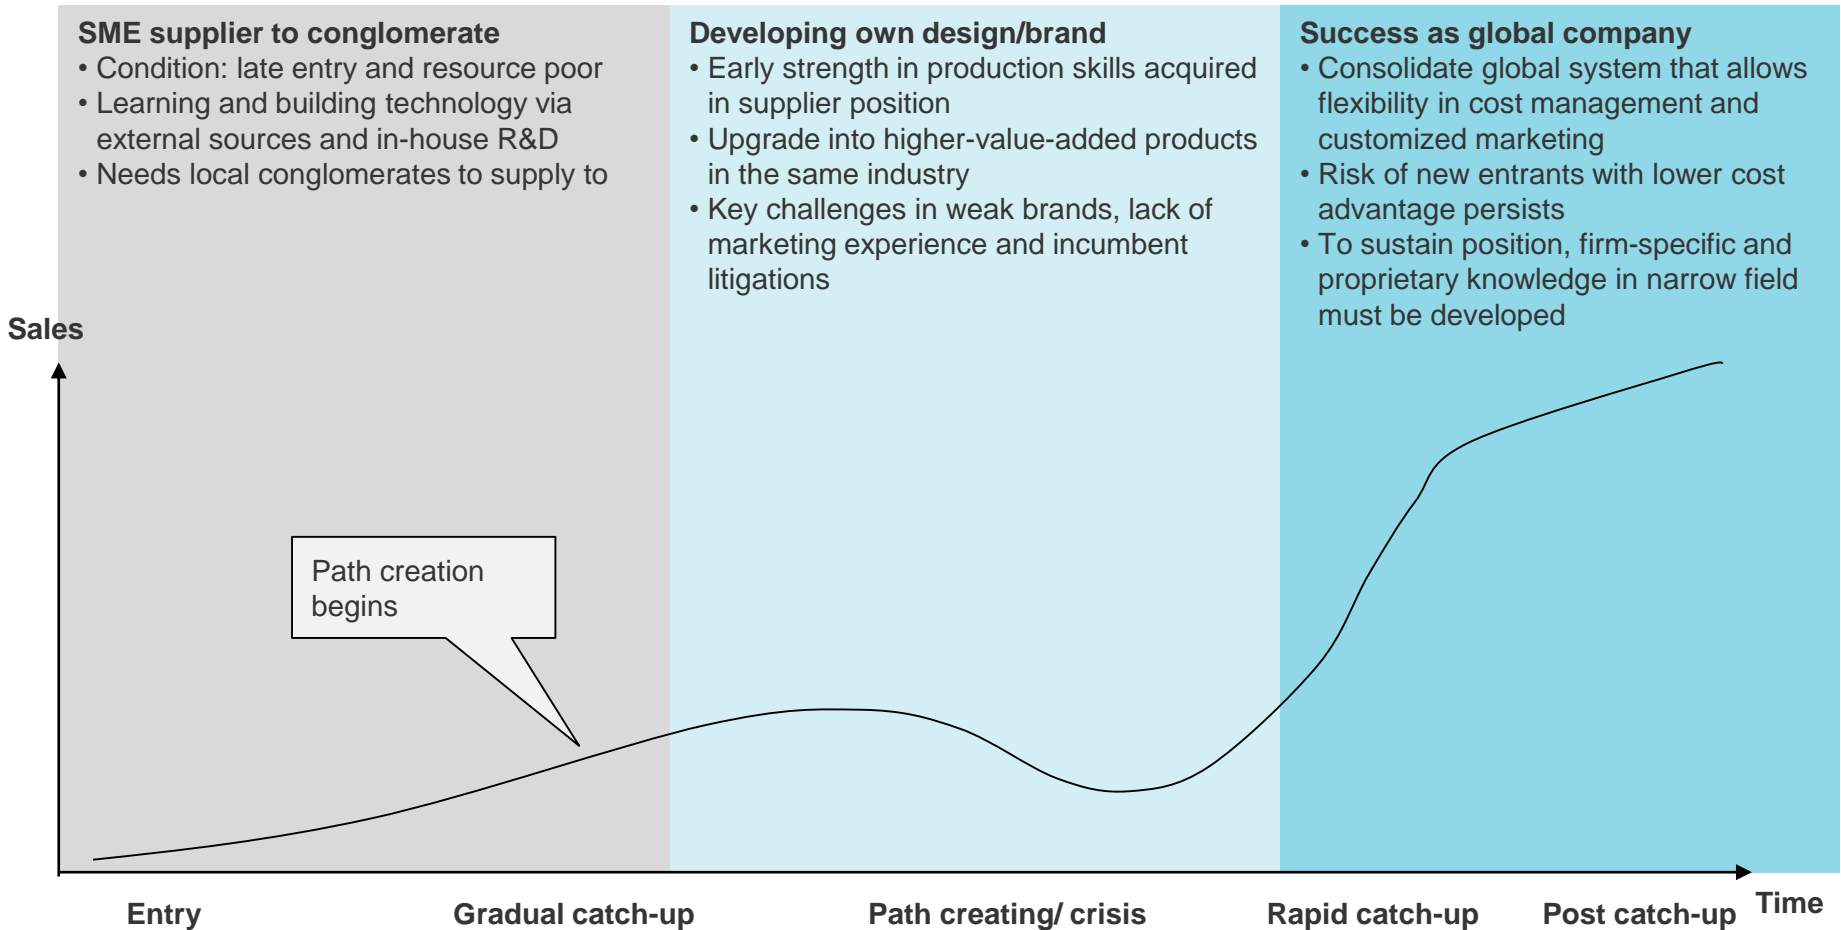 SME supplier to conglomerate
• Condition: late entry and resource poor
• Learning and building technology via
external sources and in-house R&D
• Needs local conglomerates to supply to
Developing own design/brand
• Early strength in production skills acquired
in supplier position
• Upgrade into higher-value-added products
in the same industry
• Key challenges in weak brands, lack of
marketing experience and incumbent
litigations
Success as global company
• Consolidate global system that allows
flexibility in cost management and
customized marketing
• Risk of new entrants with lower cost
advantage persists
• To sustain position, firm-specific and
proprietary knowledge in narrow field
must be developed
Sales
Path creation
begins
Entry
Gradual catch-up
Path creating/ crisis
Rapid catch-up
Post catch-up
Time